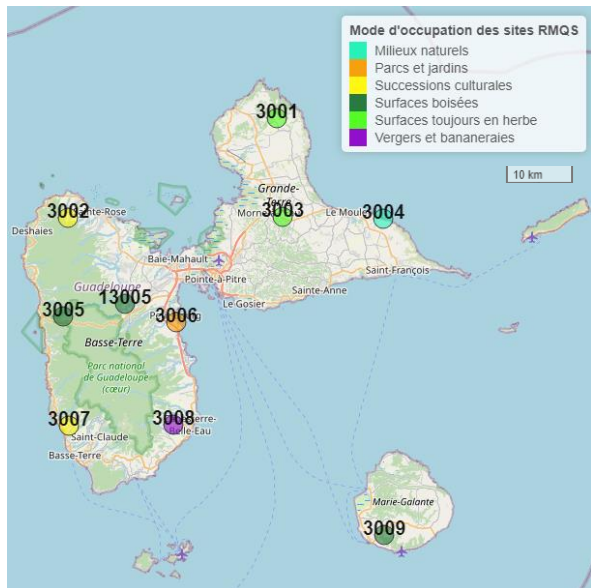 Mode d'occupation des sites RMQS
Milieux naturels
Parcs et jardins
Successions culturales
Surfaces boisées
Surfaces toujours en herbe
Vergers et bananeraies
10 km
3001
Grande-
Terre
3002
Deshaies
3003
Le Moule
3004
Baie-Mahault
Saint-François
Guadeloupe
Pointe-à-Pitre
Sainte-Anne
13005
Le Gosier
3005
3006
Basse-Terre
Parc national
de Guadeloupe
(cœur)
3007
3008
Saint-Claude
Belle-Eau
Basse-Terre
Marie-Galante
3009